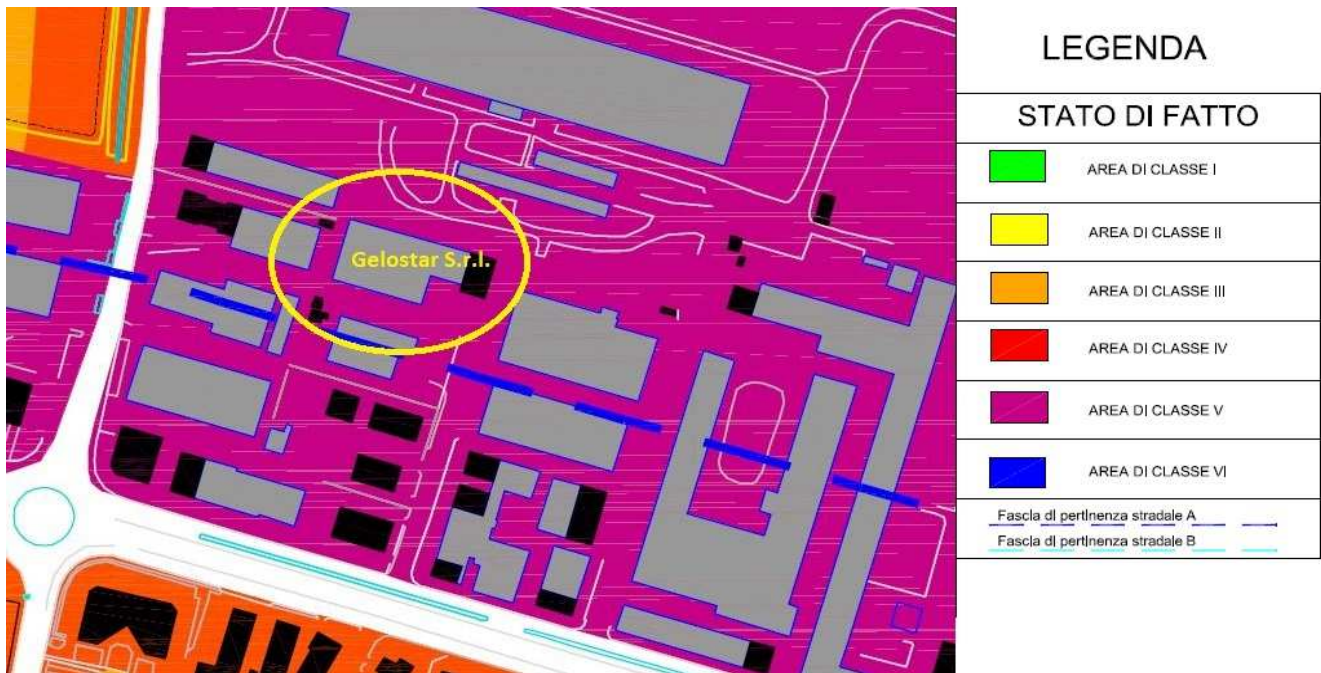 Gelostar S.r.l.
LEGENDA
STATO DI FATTO
AREA DI CLASSE I
AREA DI CLASSE II
AREA DI CLASSE III
AREA DI CLASSE IV
AREA DI CLASSE V
AREA DI CLASSE VI
Fascia di pertinenza stradale A
Fascia di pertinenza stradale B